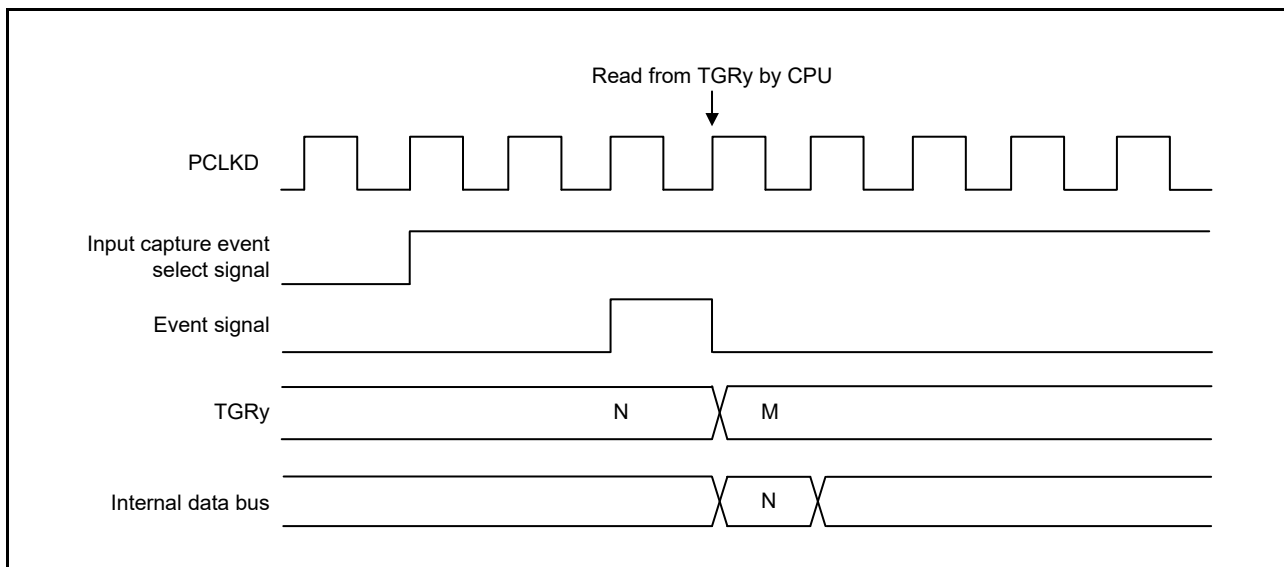 Read from TGRy by CPU
PCLKD
Input capture event
select signal
Event signal
TGRy
N
M
Internal data bus
N